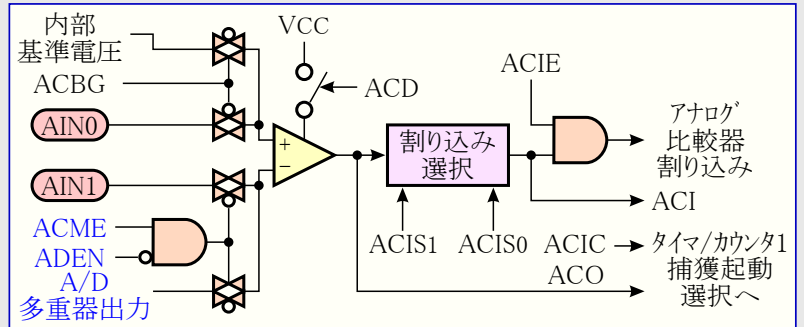 内部
基準電圧
ACBG
AIN0
AIN1
ACME
ADEN
A/D
多重器出力
VCC
ACD
+
−
割り込み
選択
ACIS1
ACIS0
ACIE
アナログ
比較器
割り込み
ACI
ACIC
タイマ/カウンタ1
捕獲起動
選択へ
ACO